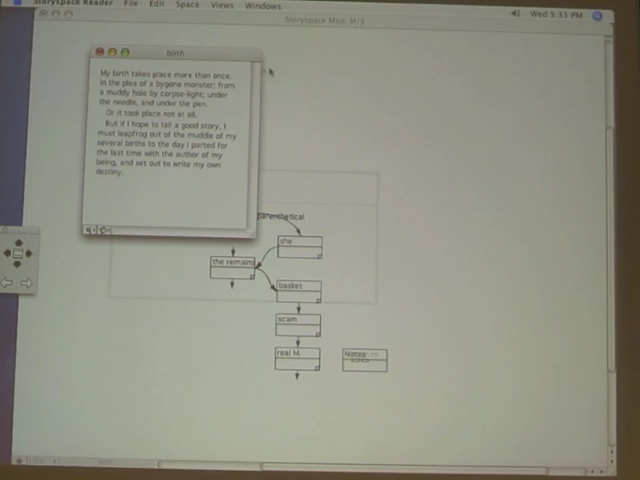 Storyspace Reader File Edit Space Views Windows
Wed 5:33 PM
Storyspace Map: M/S
birth
My birth takes place more than once.
In the plea of a bygone monster; from
a muddy hole by corpse-light; under
the needle, and under the pen.
Or it took place not at all.
But if I hope to tell a good story, I
must leapfrog out of the muddle of my
several births to the day I parted for
the last time with the author of my
being, and set out to write my own
destiny.
parenthetical
she
the remains
basket
scam
real M.
Notes: